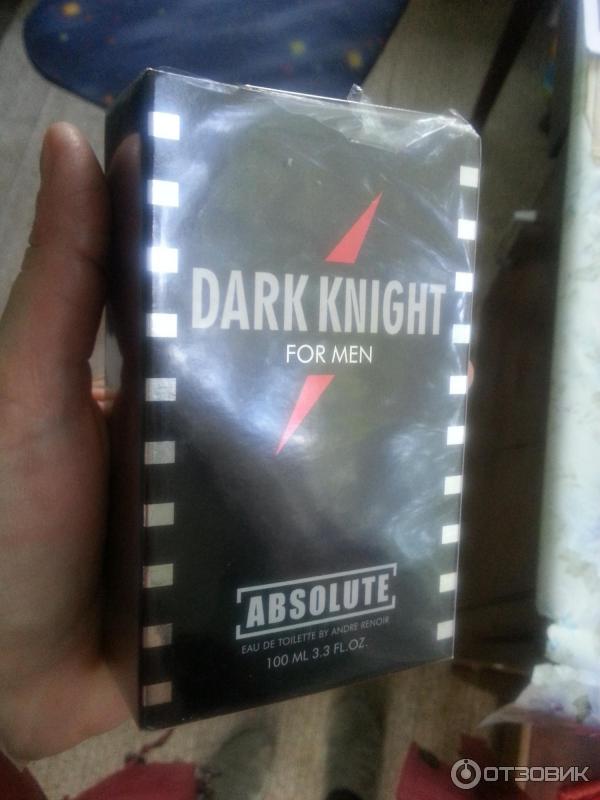 DARK KNIGHT
FOR MEN
ABSOLUTE
EAU DE TOILETTE BY ANDRE RENOIR
100 ML 3.3 FL.OZ.
ОТЗОВИК